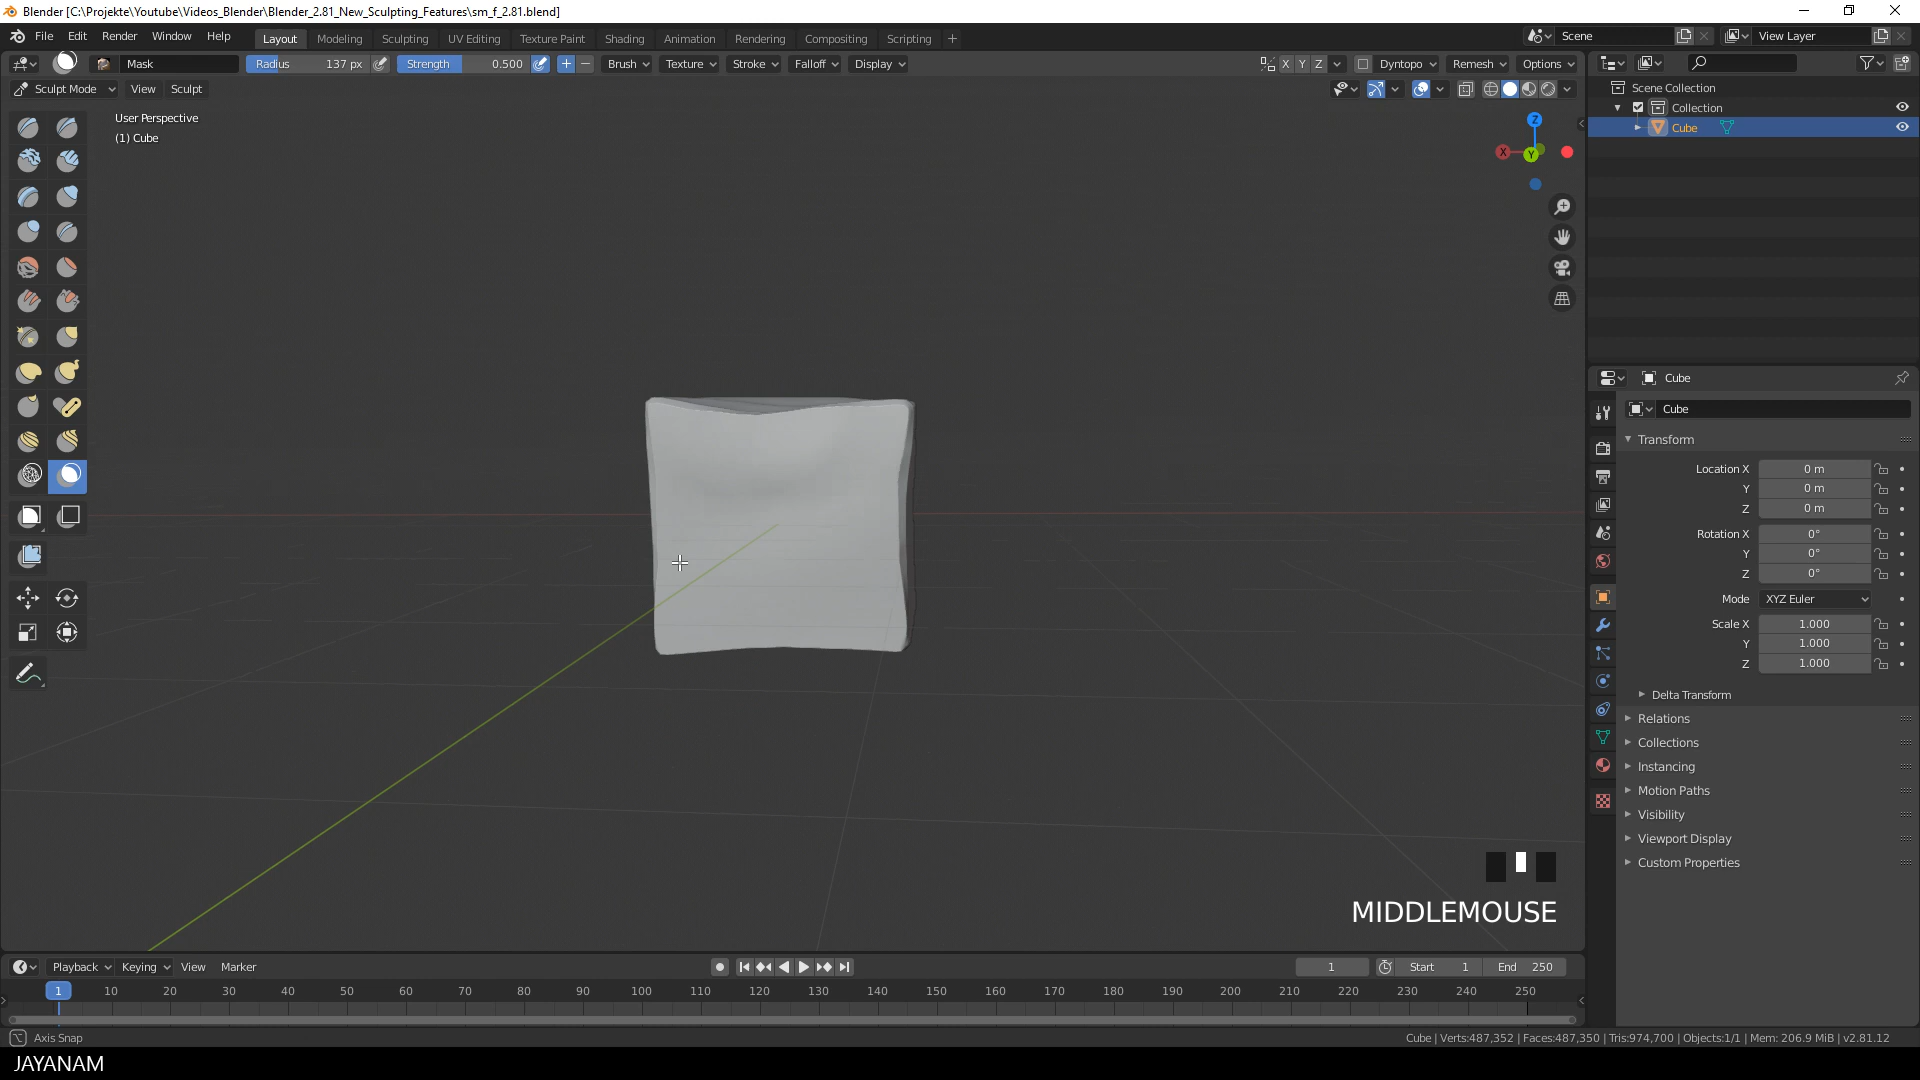 Blender [C:\Projekte\Youtube\Videos_Blender\Blender_2.81_New_Sculpting_Features\sm_f_2.81.blend]
File Edit Render Window Help Layout Modeling Sculpting UV Editing Texture Paint Shading Animation Rendering Compositing Scripting + Scene View Layer
Mask Radius 137 px Strength 0.500 Brush Texture Stroke Falloff Display X Y Z Dyntopo Remesh Options
Sculpt Mode View Sculpt
User Perspective
(1) Cube
Z
X Y
Scene Collection
Collection
Cube
Cube
Cube
Transform
Location X 0 m
Y 0 m
Z 0 m
Rotation X 0°
Y 0°
Z 0°
Mode XYZ Euler
Scale X 1.000
Y 1.000
Z 1.000
Delta Transform
Relations
Collections
Instancing
Motion Paths
Visibility
Viewport Display
Custom Properties
MIDDLEMOUSE
Playback Keying View Marker 1 Start 1 End 250
1 10 20 30 40 50 60 70 80 90 100 110 120 130 140 150 160 170 180 190 200 210 220 230 240 250
Axis Snap
Cube | Verts:487,352 | Faces:487,350 | Tris:974,700 | Objects:1/1 | Mem: 206.9 MiB | v2.81.12
JAYANAM